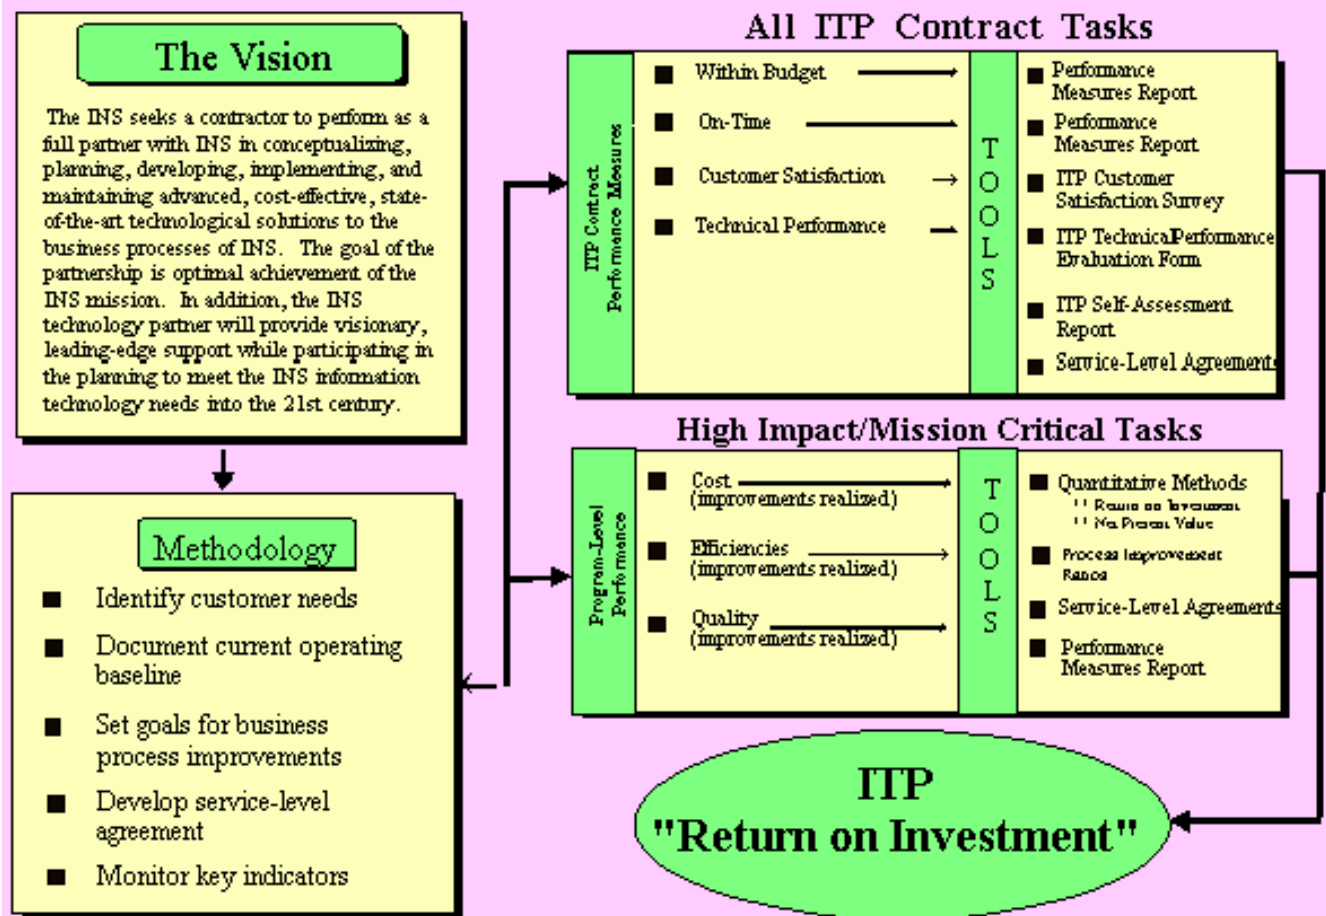 The Vision
The INS seeks a contractor to perform as a
full partner with INS in conceptualizing,
planning, developing, implementing, and
maintaining advanced, cost-effective, state-
of-the-art technological solutions to the
business processes of INS. The goal of the
partnership is optimal achievement of the
INS mission. In addition, the INS
technology partner will provide visionary,
leading-edge support while participating in
the planning to meet the INS information
technology needs into the 21st century.
Methodology
Identify customer needs
Document current operating
baseline
Set goals for business
process improvements
Develop service-level
agreement
Monitor key indicators
All ITP Contract Tasks
ITP Contract
Performance Measures
Within Budget
On-Time
Customer Satisfaction
Technical Performance
TOOLS
Performance
Measures Report
Performance
Measures Report
ITP Customer
Satisfaction Survey
ITP TechnicalPerformance
Evaluation Form
ITP Self-Assessment
Report
Service-Level Agreements
High Impact/Mission Critical Tasks
Program-Level
Performance
Cost
(improvements realized)
Efficiencies
(improvements realized)
Quality
(improvements realized)
TOOLS
Quantitative Methods
Return on Investment
Net Present Value
Process Improvement
Service-Level Agreements
Performance
Measures Report
ITP
"Return on Investment"